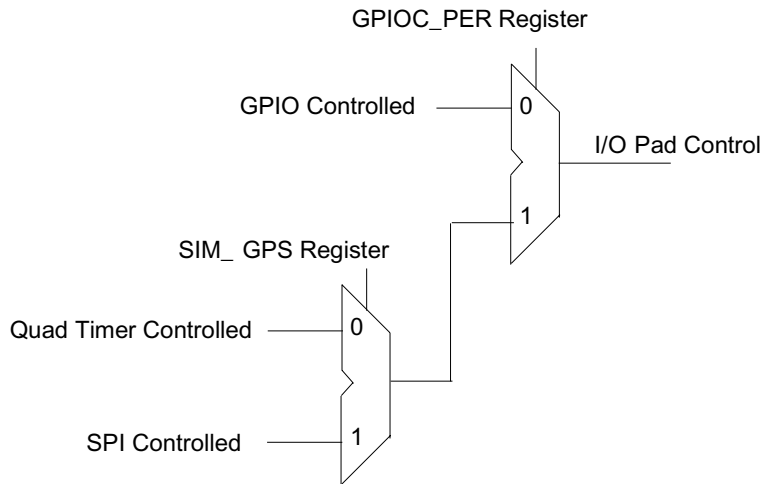 GPIOC_PER Register
GPIO Controlled
0
I/O Pad Control
1
SIM_ GPS Register
Quad Timer Controlled
0
SPI Controlled
1